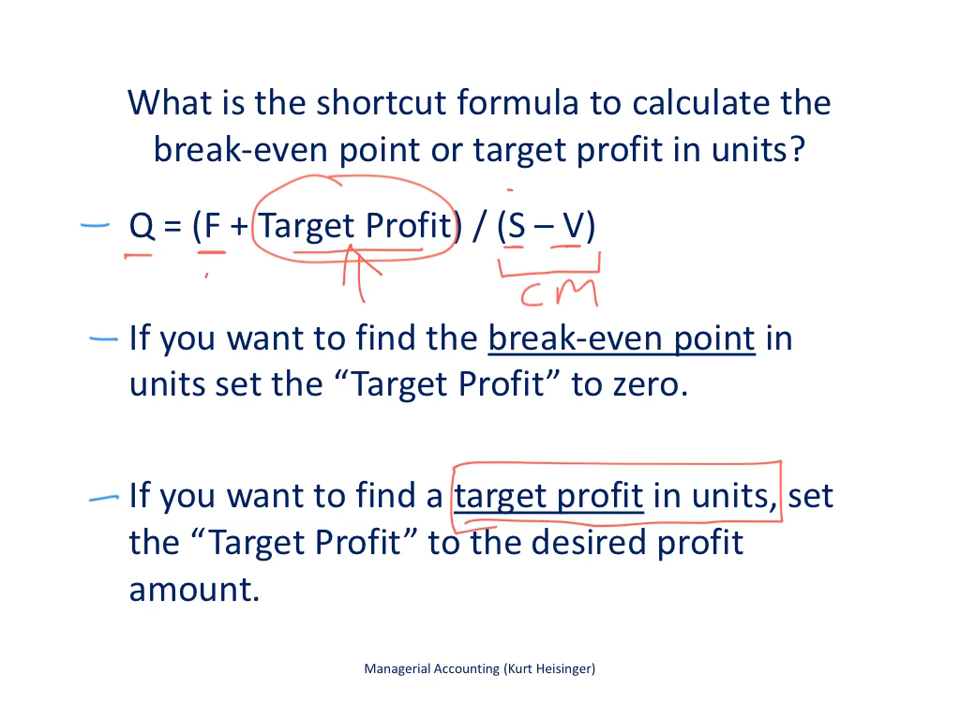 What is the shortcut formula to calculate the
break-even point or target profit in units?
Q = (F + Target Profit) / (S – V)
CM
If you want to find the break-even point in
units set the “Target Profit” to zero.
If you want to find a target profit in units, set
the “Target Profit” to the desired profit
amount.
Managerial Accounting (Kurt Heisinger)